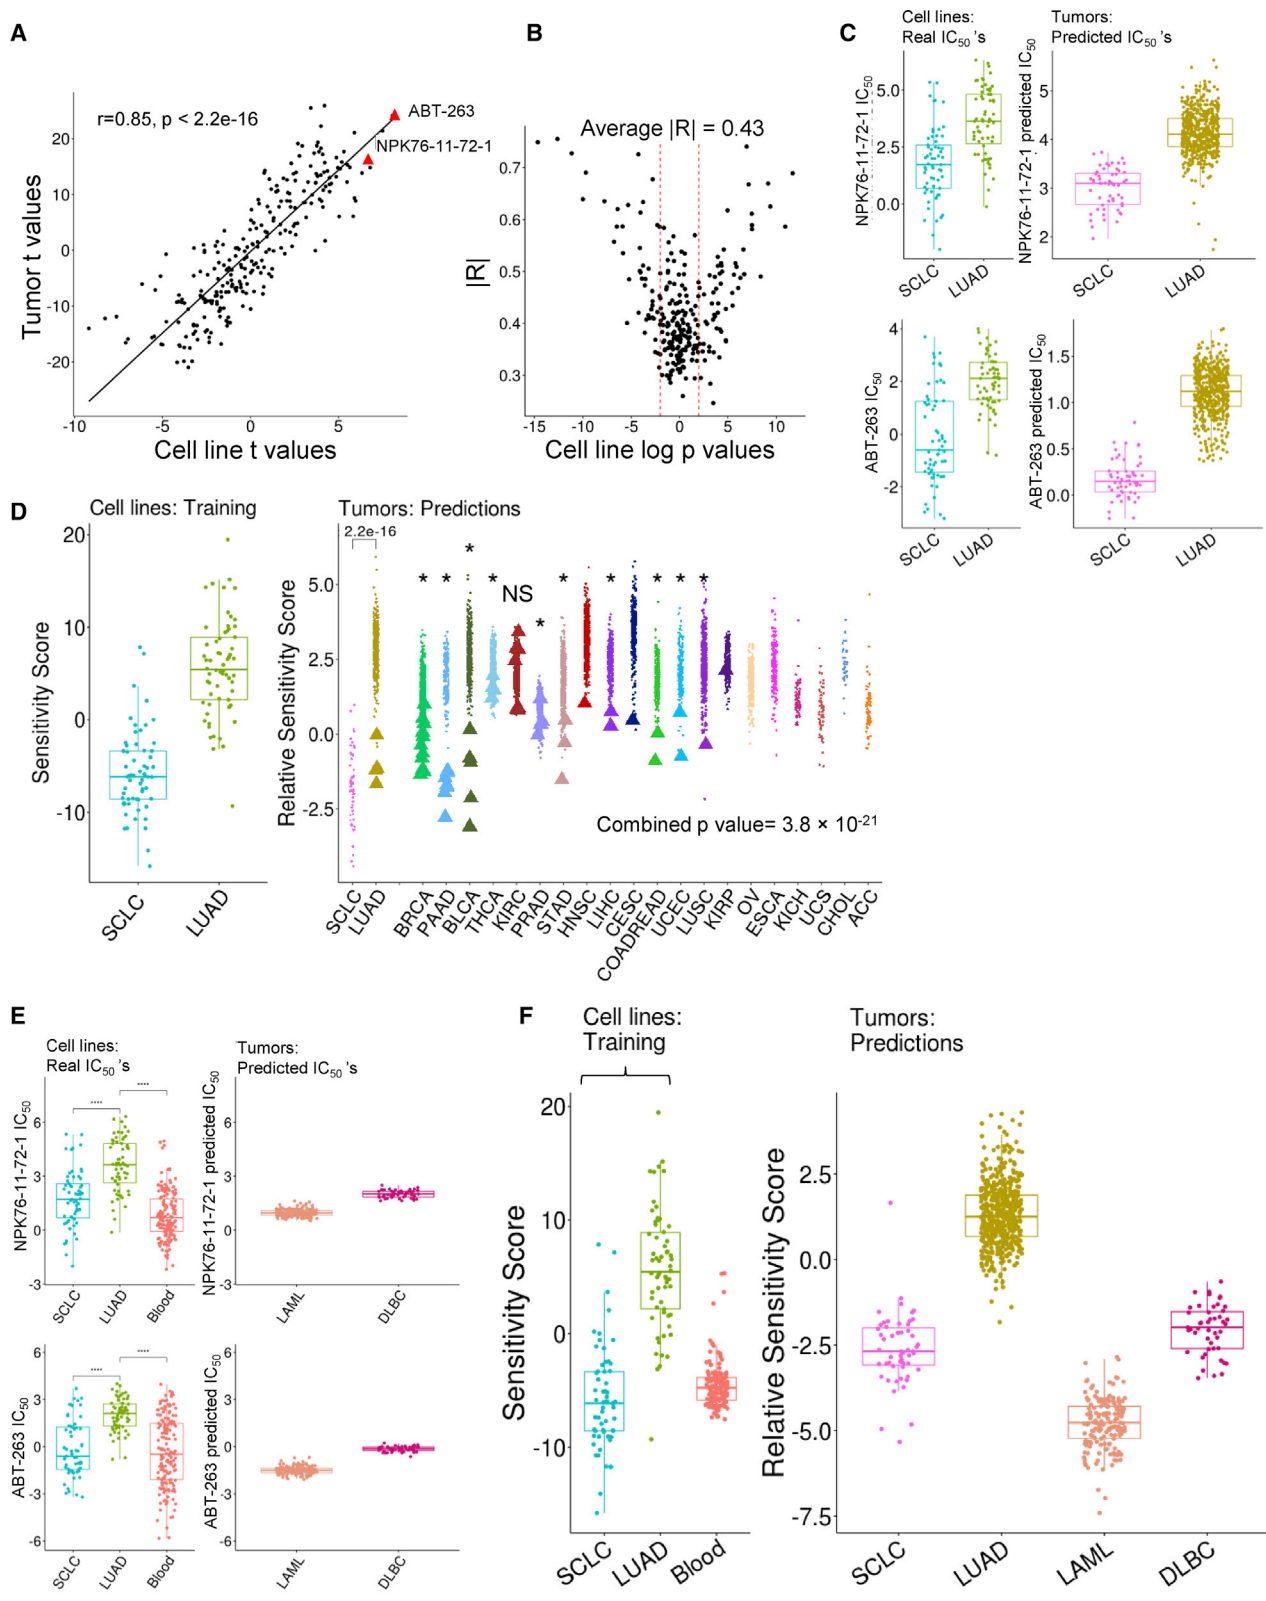 A
r=0.85, p < 2.2e-16
ABT-263
NPK76-11-72-1
Tumor t values
20
10
0
-10
-20
-10
-5
0
5
Cell line t values
B
Average |R| = 0.43
|R|
0.7
0.6
0.5
0.4
0.3
-15
-10
-5
0
5
10
Cell line log p values
C
Cell lines:
Real IC50 's
Tumors:
Predicted IC50 's
NPK76-11-72-1 IC50
5.0
2.5
0.0
SCLC
LUAD
NPK76-11-72-1 predicted IC50
5
4
3
2
SCLC
LUAD
ABT-263 IC50
4
2
0
-2
SCLC
LUAD
ABT-263 predicted IC50
1.5
1.0
0.5
0.0
SCLC
LUAD
D
Cell lines: Training
Sensitivity Score
20
10
0
-10
SCLC
LUAD
Tumors: Predictions
2.2e-16
Relative Sensitivity Score
5.0
2.5
0.0
-2.5
* * * * NS * * * * * *
Combined p value= 3.8 × 10-21
SCLC
LUAD
BRCA
PAAD
BLCA
THCA
KIRC
PRAD
STAD
HNSC
LIHC
CESC
COADREAD
UCEC
LUSC
KIRP
OV
ESCA
KICH
UCS
CHOL
ACC
E
Cell lines:
Real IC50 's
Tumors:
Predicted IC50 's
NPK76-11-72-1 IC50
6
3
0
-3
****
****
SCLC
LUAD
Blood
NPK76-11-72-1 predicted IC50
6
3
0
-3
LAML
DLBC
ABT-263 IC50
6
3
0
-3
-6
****
****
SCLC
LUAD
Blood
ABT-263 predicted IC50
6
3
0
-3
-6
LAML
DLBC
F
Cell lines:
Training
Sensitivity Score
20
10
0
-10
SCLC
LUAD
Blood
Tumors:
Predictions
Relative Sensitivity Score
2.5
0.0
-2.5
-5.0
-7.5
SCLC
LUAD
LAML
DLBC